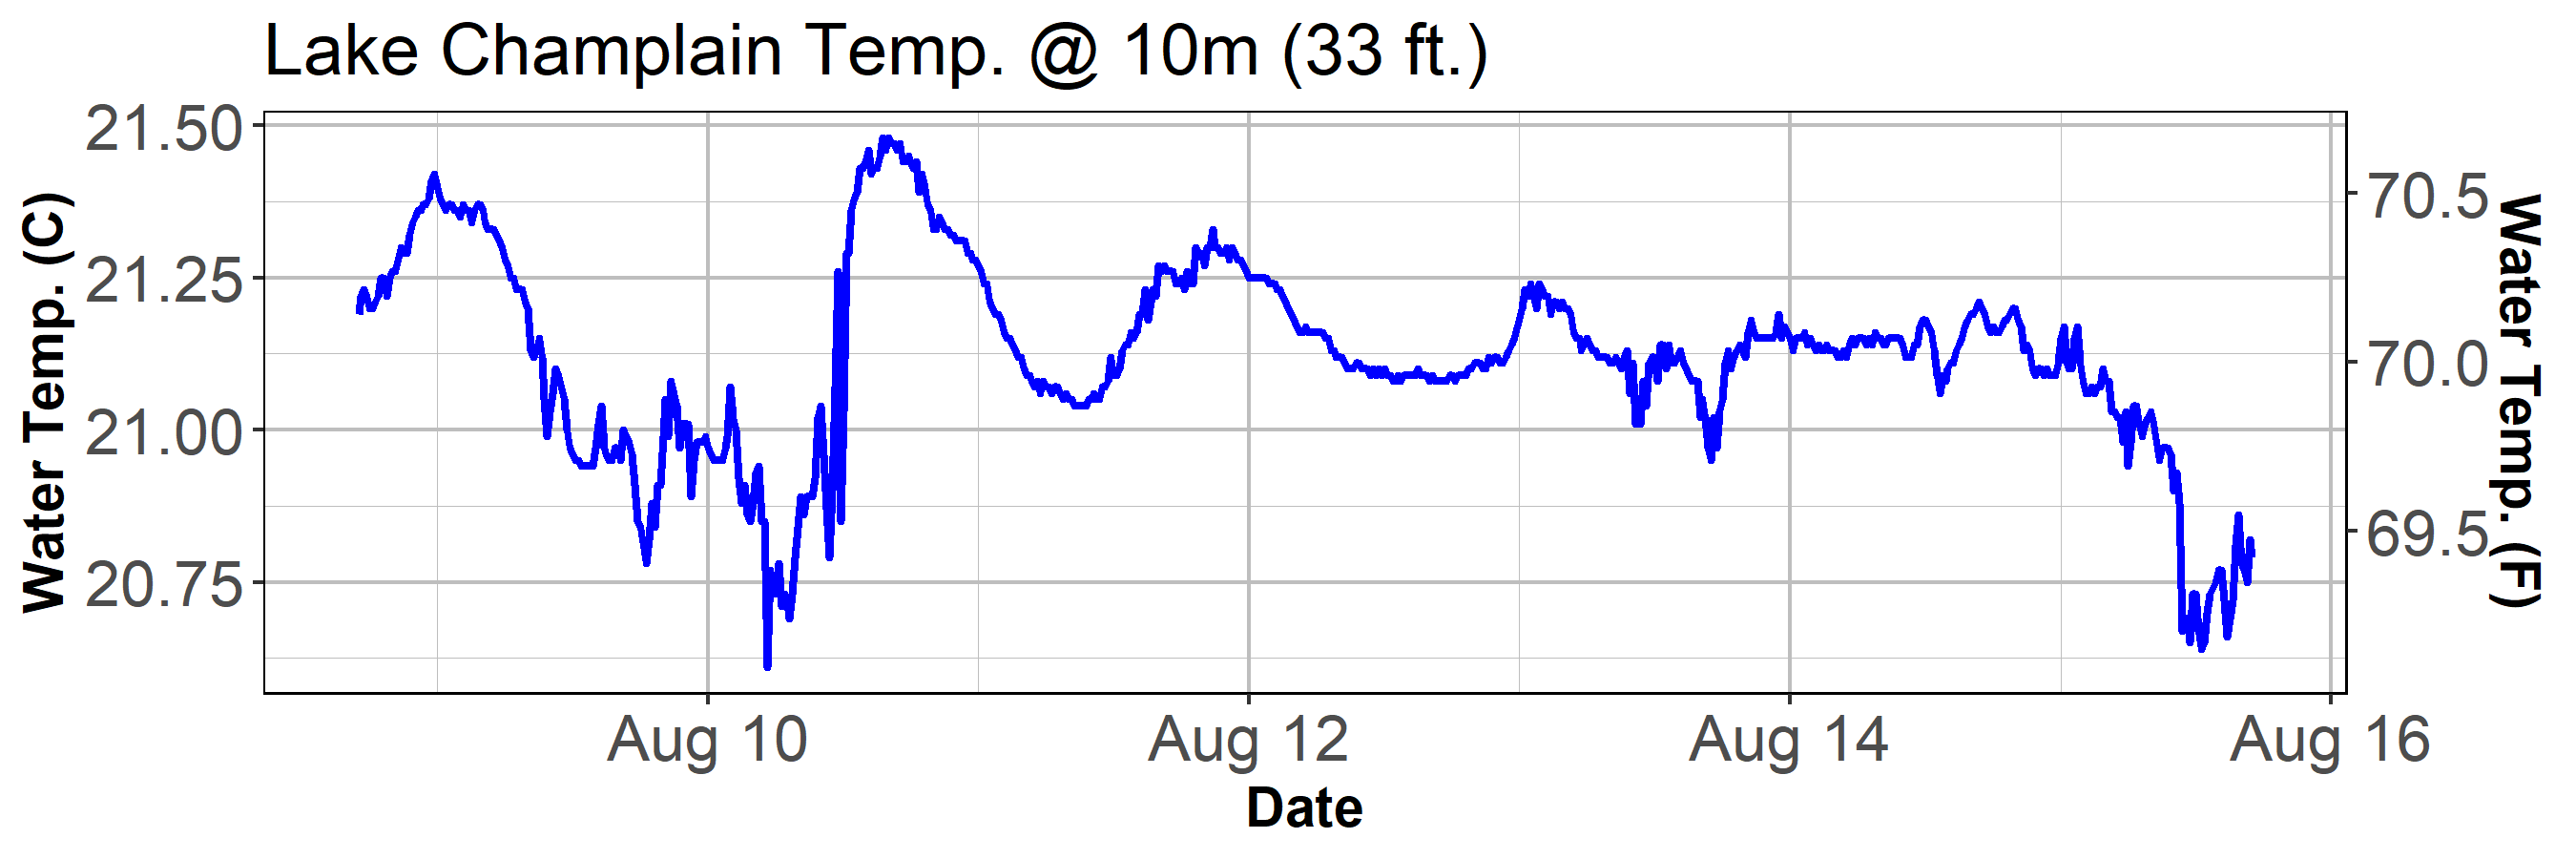 Lake Champlain Temp. @ 10m (33 ft.)
Water Temp. (C)
21.50
21.25
21.00
20.75
70.5
70.0
69.5
Water Temp. (F)
Aug 10 Aug 12 Aug 14 Aug 16
Date